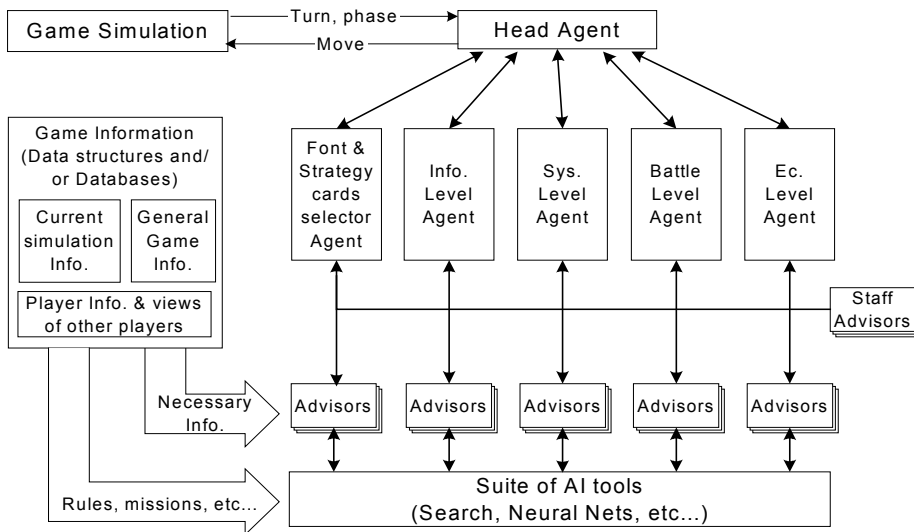 Game Simulation
Turn, phase
Move
Head Agent
Game Information
(Data structures and/
or Databases)
Current
simulation
Info.
General
Game
Info.
Player Info. & views
of other players
Font &
Strategy
cards
selector
Agent
Info.
Level
Agent
Sys.
Level
Agent
Battle
Level
Agent
Ec.
Level
Agent
Staff
Advisors
Necessary
Info.
Advisors
Advisors
Advisors
Advisors
Advisors
Rules, missions, etc...
Suite of AI tools
(Search, Neural Nets, etc...)